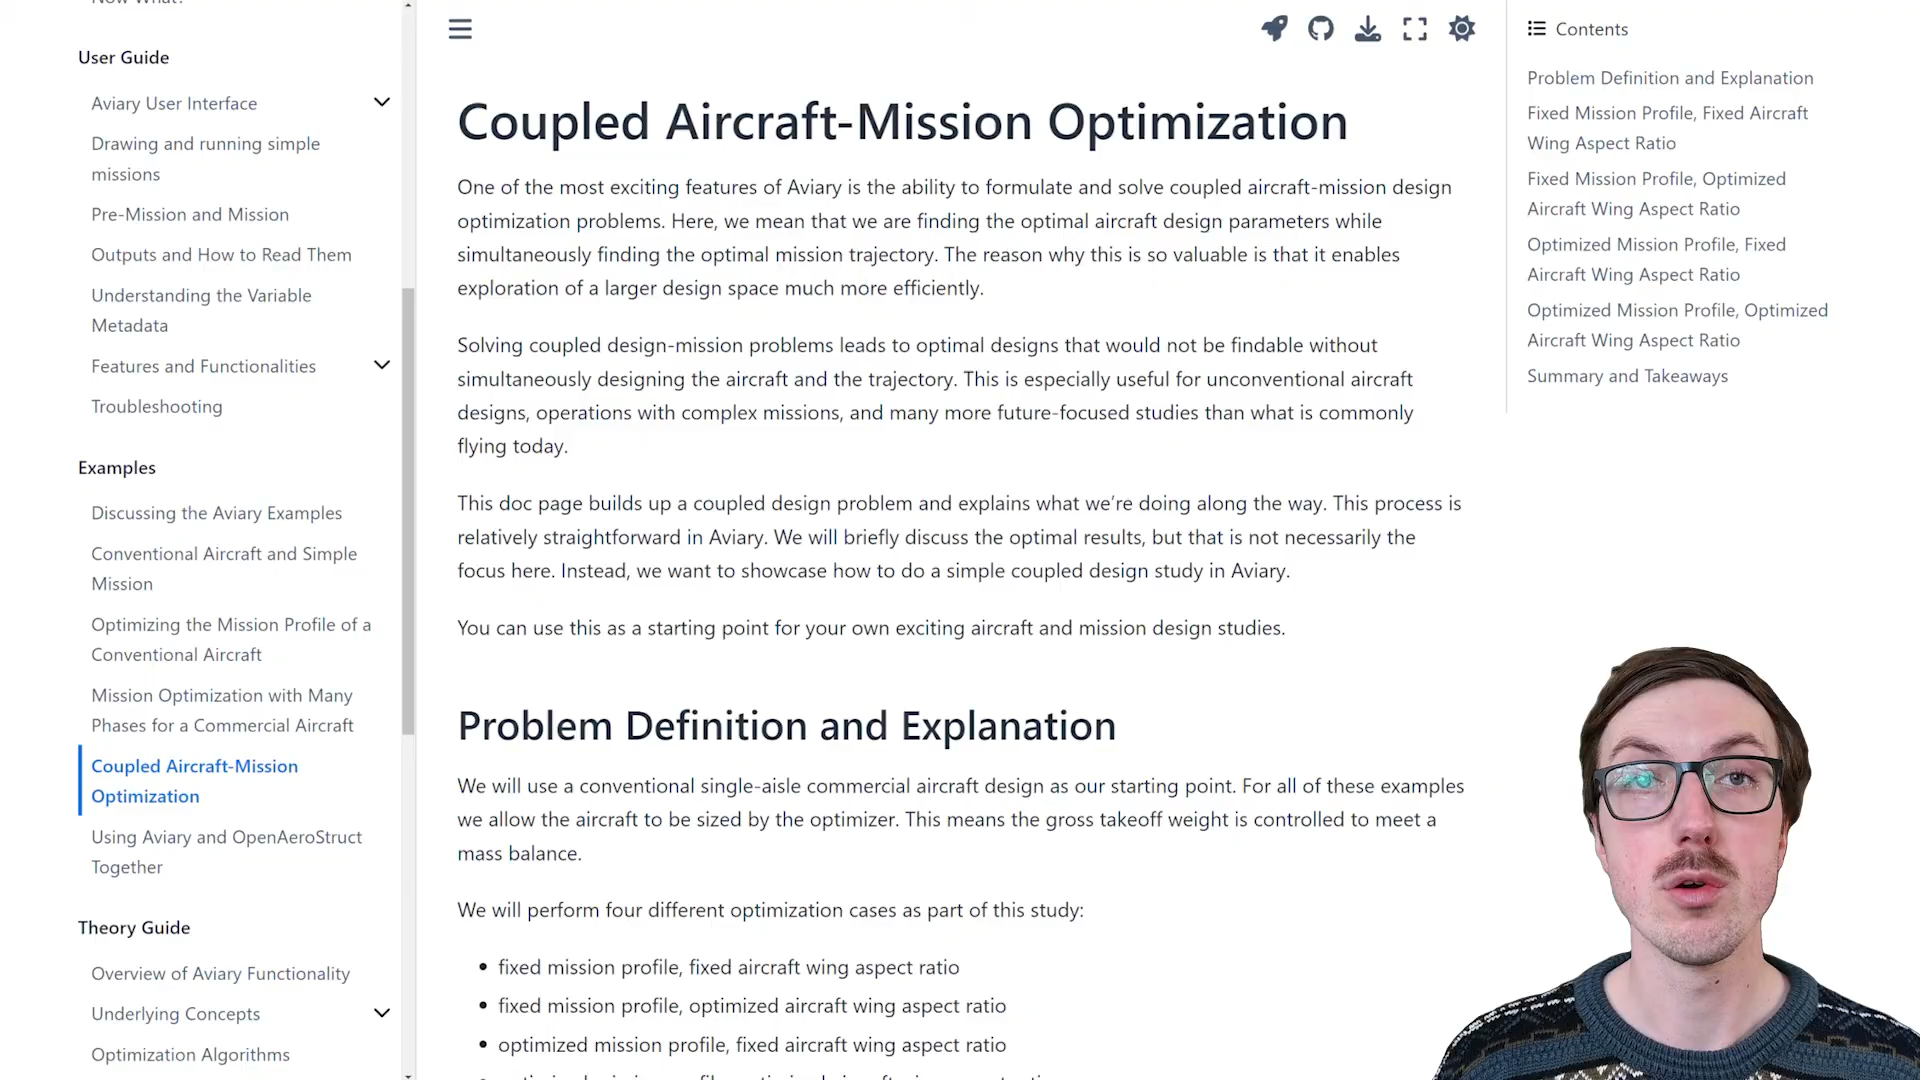 User Guide
Aviary User Interface
Drawing and running simple
missions
Pre-Mission and Mission
Outputs and How to Read Them
Understanding the Variable
Metadata
Features and Functionalities
Troubleshooting
Examples
Discussing the Aviary Examples
Conventional Aircraft and Simple
Mission
Optimizing the Mission Profile of a
Conventional Aircraft
Mission Optimization with Many
Phases for a Commercial Aircraft
Coupled Aircraft-Mission
Optimization
Using Aviary and OpenAeroStruct
Together
Theory Guide
Overview of Aviary Functionality
Underlying Concepts
Optimization Algorithms
Coupled Aircraft-Mission Optimization
One of the most exciting features of Aviary is the ability to formulate and solve coupled aircraft-mission design
optimization problems. Here, we mean that we are finding the optimal aircraft design parameters while
simultaneously finding the optimal mission trajectory. The reason why this is so valuable is that it enables
exploration of a larger design space much more efficiently.
Solving coupled design-mission problems leads to optimal designs that would not be findable without
simultaneously designing the aircraft and the trajectory. This is especially useful for unconventional aircraft
designs, operations with complex missions, and many more future-focused studies than what is commonly
flying today.
This doc page builds up a coupled design problem and explains what we’re doing along the way. This process is
relatively straightforward in Aviary. We will briefly discuss the optimal results, but that is not necessarily the
focus here. Instead, we want to showcase how to do a simple coupled design study in Aviary.
You can use this as a starting point for your own exciting aircraft and mission design studies.
Problem Definition and Explanation
We will use a conventional single-aisle commercial aircraft design as our starting point. For all of these examples
we allow the aircraft to be sized by the optimizer. This means the gross takeoff weight is controlled to meet a
mass balance.
We will perform four different optimization cases as part of this study:
• fixed mission profile, fixed aircraft wing aspect ratio
• fixed mission profile, optimized aircraft wing aspect ratio
• optimized mission profile, fixed aircraft wing aspect ratio
Contents
Problem Definition and Explanation
Fixed Mission Profile, Fixed Aircraft
Wing Aspect Ratio
Fixed Mission Profile, Optimized
Aircraft Wing Aspect Ratio
Optimized Mission Profile, Fixed
Aircraft Wing Aspect Ratio
Optimized Mission Profile, Optimized
Aircraft Wing Aspect Ratio
Summary and Takeaways